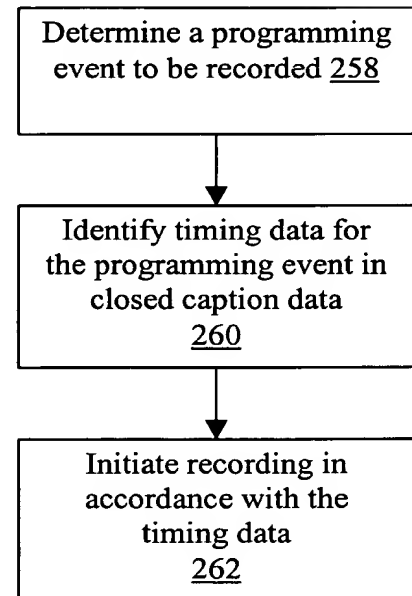 Determine a programming
event to be recorded 258
Identify timing data for
the programming event in
closed caption data
260
Initiate recording in
accordance with the
timing data
262